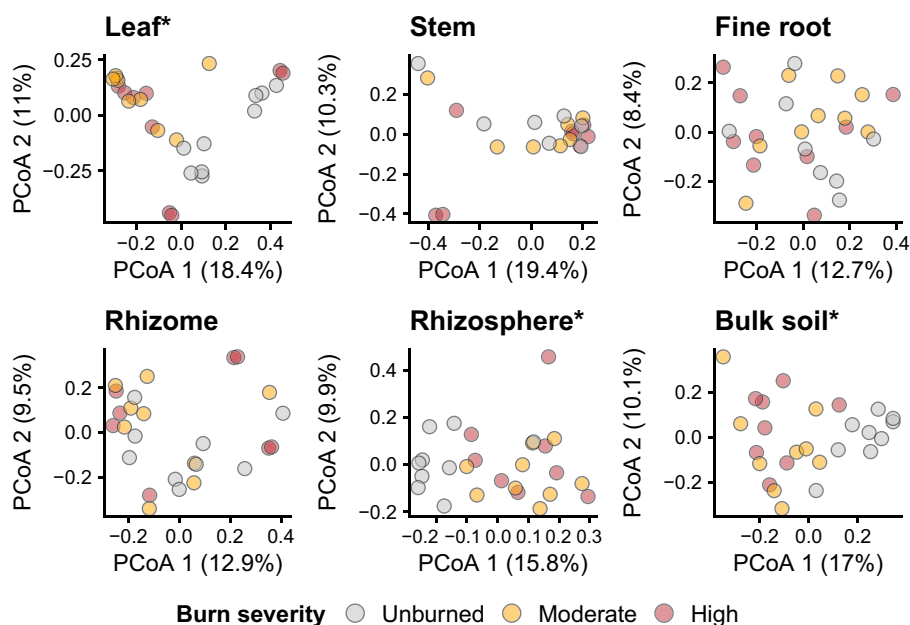 Leaf*
Stem
Fine root
0.25
0.00
−0.25
PCoA 2 (11%)
−0.2 0.0 0.2 0.4
PCoA 1 (18.4%)
0.2
0.0
−0.2
−0.4
PCoA 2 (10.3%)
−0.4 −0.2 0.0 0.2
PCoA 1 (19.4%)
0.2
0.0
−0.2
PCoA 2 (8.4%)
−0.2 0.0 0.2 0.4
PCoA 1 (12.7%)
Rhizome
Rhizosphere*
Bulk soil*
0.2
0.0
−0.2
PCoA 2 (9.5%)
−0.2 0.0 0.2 0.4
PCoA 1 (12.9%)
0.4
0.2
0.0
−0.2
PCoA 2 (9.9%)
−0.2 −0.1 0.0 0.1 0.2 0.3
PCoA 1 (15.8%)
0.2
0.0
−0.2
PCoA 2 (10.1%)
−0.2 0.0 0.2
PCoA 1 (17%)
Burn severity Unburned Moderate High